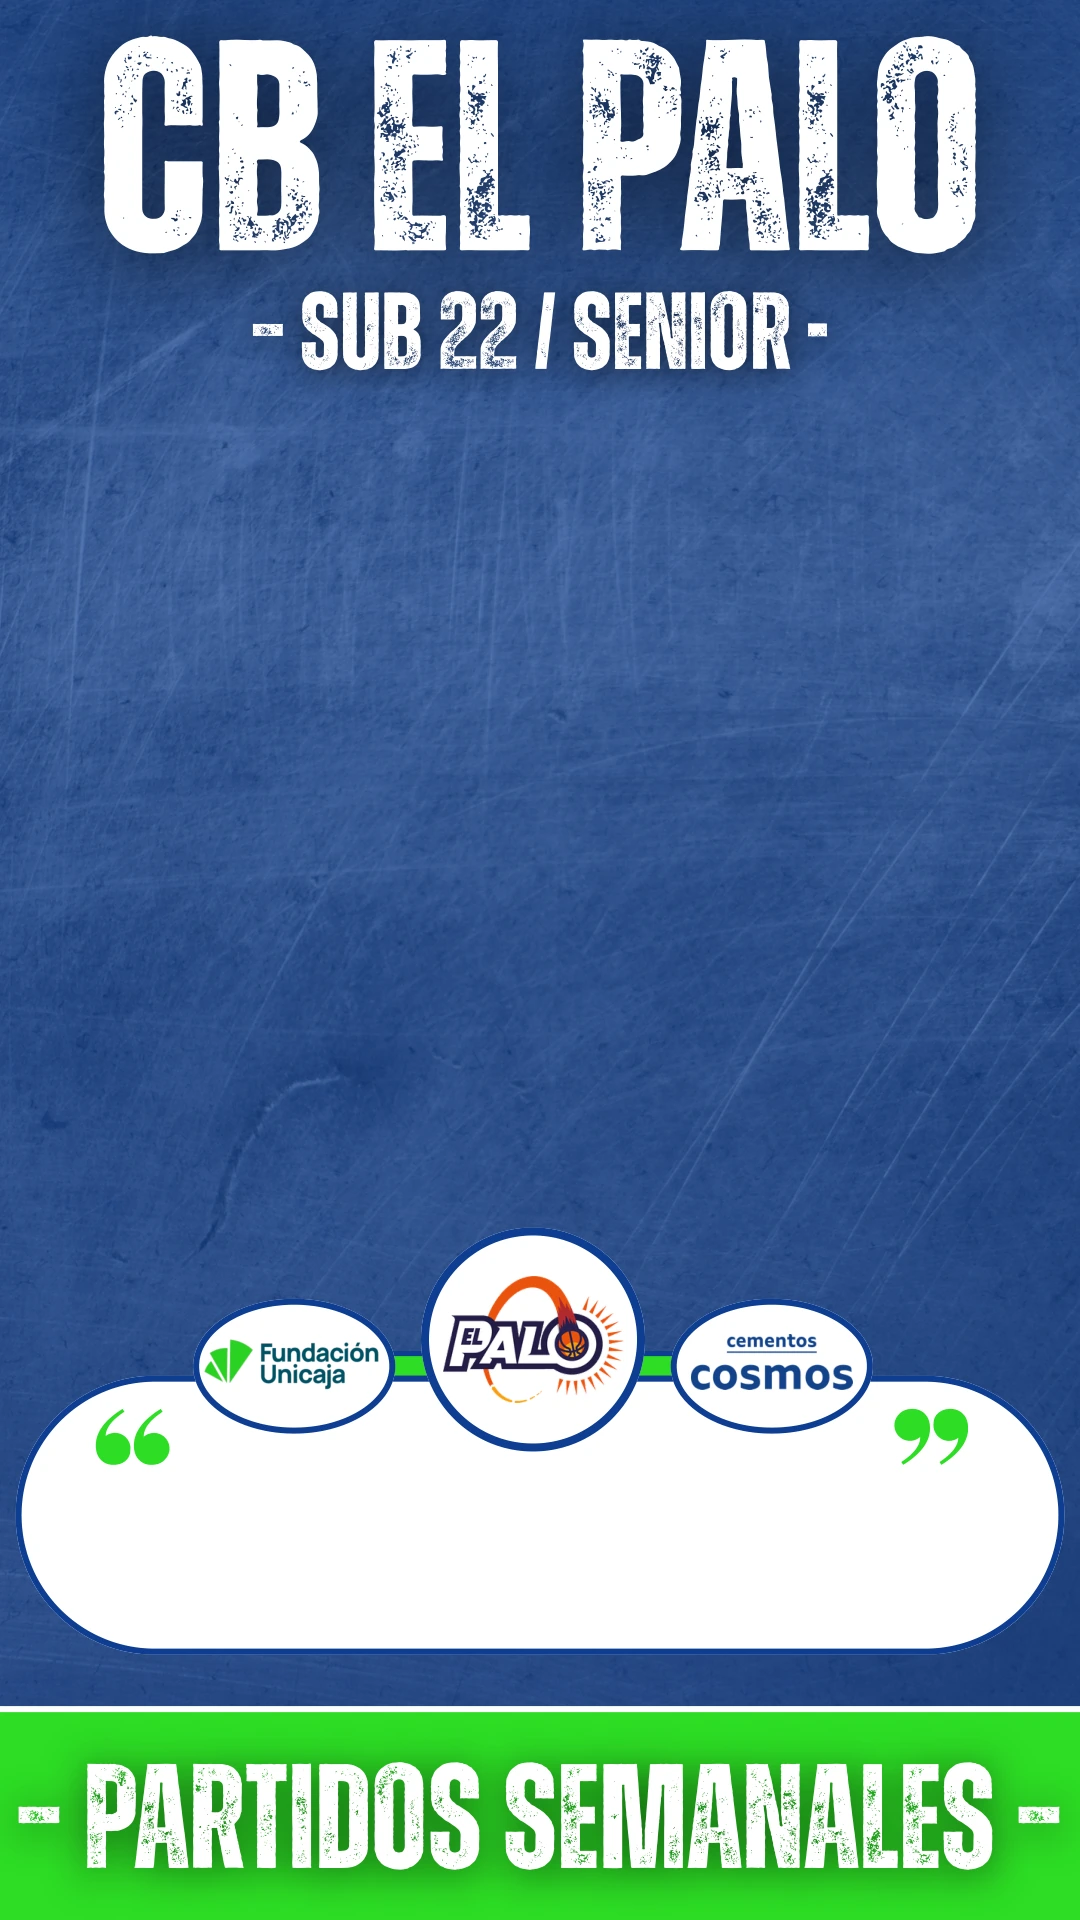 CB EL PALO
- SUB 22 / SENIOR -
Fundación
Unicaja
EL
PALO
cementos
cosmos
“ ”
- PARTIDOS SEMANALES -